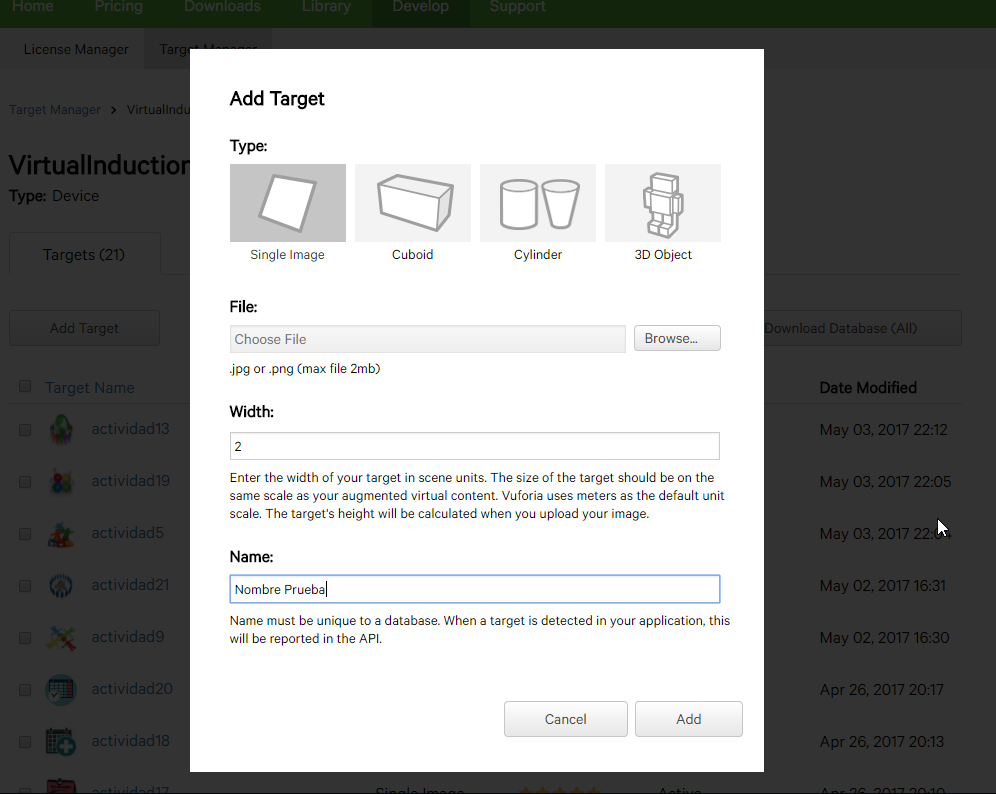 Home Pricing Downloads Library Develop Support
License Manager Target Manager
Target Manager > VirtualIndu
VirtualInduction
Type: Device
Targets (21)
Add Target Download Database (All)
Target Name Date Modified
actividad13 May 03, 2017 22:12
actividad19 May 03, 2017 22:05
actividad5 May 03, 2017 22:04
actividad21 May 02, 2017 16:31
actividad9 May 02, 2017 16:30
actividad20 Apr 26, 2017 20:17
actividad18 Apr 26, 2017 20:13
actividad17 Single Image Active Apr 26, 2017 20:10
Add Target
Type:
Single Image Cuboid Cylinder 3D Object
File:
Choose File Browse...
.jpg or .png (max file 2mb)
Width:
2
Enter the width of your target in scene units. The size of the target should be on the
same scale as your augmented virtual content. Vuforia uses meters as the default unit
scale. The target's height will be calculated when you upload your image.
Name:
Nombre Prueba
Name must be unique to a database. When a target is detected in your application, this
will be reported in the API.
Cancel Add